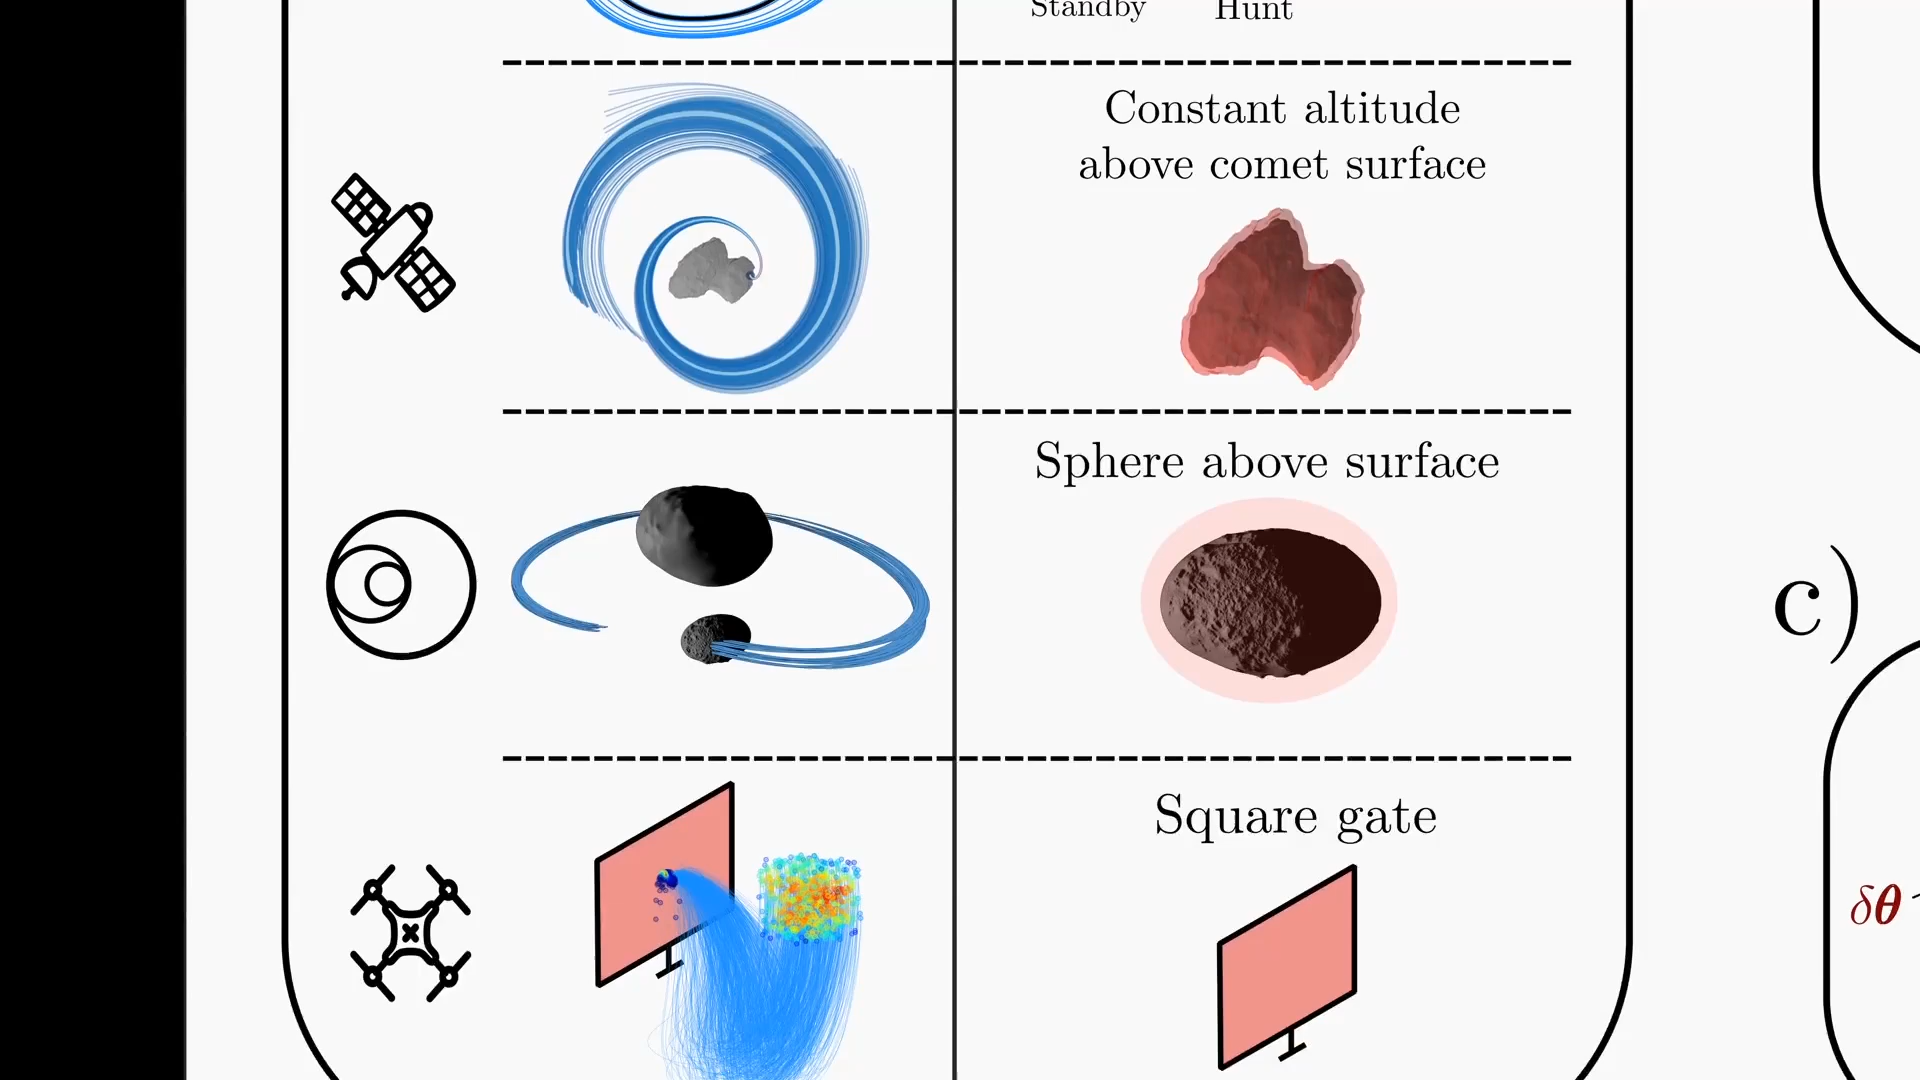 Standby Hunt
Constant altitude
above comet surface
Sphere above surface
c)
Square gate
δθ